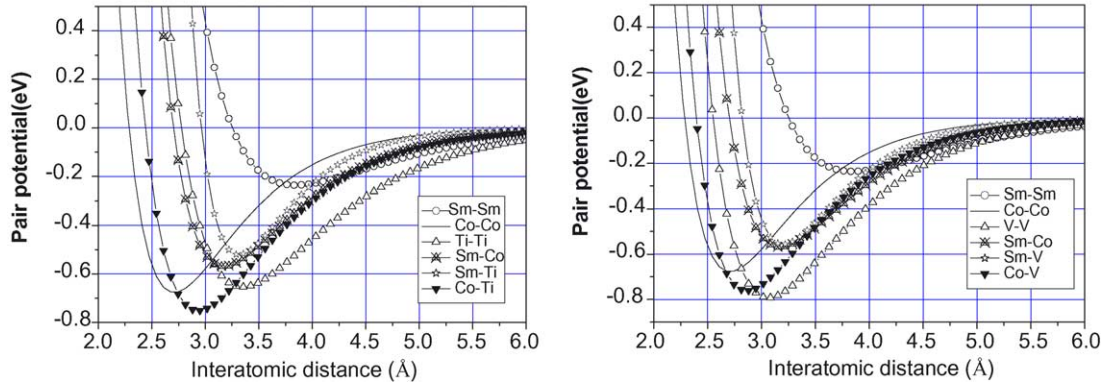 Pair potential(eV)
0.4
0.2
0.0
-0.2
-0.4
-0.6
-0.8
Sm-Sm
Co-Co
Ti-Ti
Sm-Co
Sm-Ti
Co-Ti
2.0 2.5 3.0 3.5 4.0 4.5 5.0 5.5 6.0
Interatomic distance (Å)
Pair potential(eV)
0.4
0.2
0.0
-0.2
-0.4
-0.6
-0.8
Sm-Sm
Co-Co
V-V
Sm-Co
Sm-V
Co-V
2.0 2.5 3.0 3.5 4.0 4.5 5.0 5.5 6.0
Interatomic distance (Å)